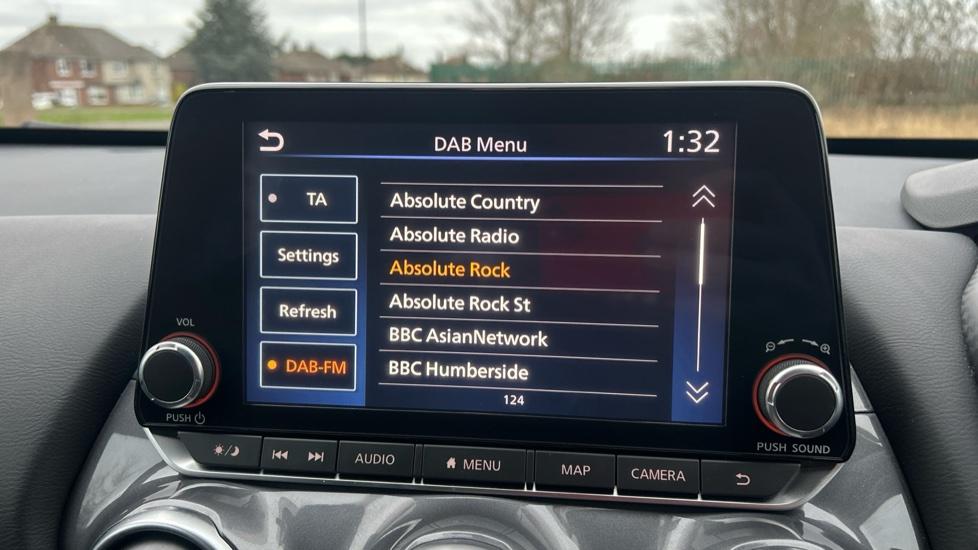 DAB Menu
1:32
TA
Settings
Refresh
DAB-FM
Absolute Country
Absolute Radio
Absolute Rock
Absolute Rock St
BBC AsianNetwork
BBC Humberside
124
VOL
PUSH
PUSH SOUND
AUDIO
MENU
MAP
CAMERA